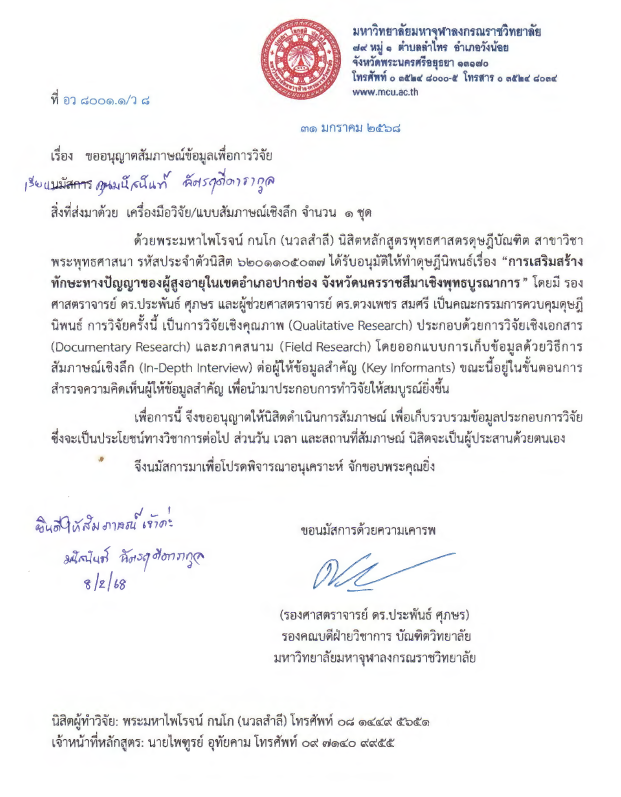 มหาวิทยาลัยมหาจุฬาลงกรณราชวิทยาลัย
๗๙ หมู่ ๑ ตำบลลำไทร อำเภอวังน้อย
จังหวัดพระนครศรีอยุธยา ๑๓๑๗๐
โทรศัพท์ ๐ ๓๕๒๔ ๘๐๐๐-๕ โทรสาร ๐ ๓๕๒๔ ๘๐๓๔
www.mcu.ac.th
ที่ อว ๘๐๐๑.๑/ว ๘
๓๑ มกราคม ๒๕๖๘
เรื่อง ขออนุญาตสัมภาษณ์ข้อมูลเพื่อการวิจัย
เรียน นมัสการ คุณมนัสนันท์ ฉัตรฤดีดารากูล
สิ่งที่ส่งมาด้วย เครื่องมือวิจัย/แบบสัมภาษณ์เชิงลึก จำนวน ๑ ชุด
ด้วยพระมหาไพโรจน์ กนโก (นวลสำลี) นิสิตหลักสูตรพุทธศาสตรดุษฎีบัณฑิต สาขาวิชา
พระพุทธศาสนา รหัสประจำตัวนิสิต ๖๒๐๑๑๐๕๐๓๗ ได้รับอนุมัติให้ทำดุษฎีนิพนธ์เรื่อง "การเสริมสร้าง
ทักษะทางปัญญาของผู้สูงอายุในเขตอำเภอปากช่อง จังหวัดนครราชสีมาเชิงพุทธบูรณาการ" โดยมี รอง
ศาสตราจารย์ ดร.ประพันธ์ ศุภษร และผู้ช่วยศาสตราจารย์ ดร.ดวงเพชร สมศรี เป็นคณะกรรมการควบคุมดุษฎี
นิพนธ์ การวิจัยครั้งนี้ เป็นการวิจัยเชิงคุณภาพ (Qualitative Research) ประกอบด้วยการวิจัยเชิงเอกสาร
(Documentary Research) และภาคสนาม (Field Research) โดยออกแบบการเก็บข้อมูลด้วยวิธีการ
สัมภาษณ์เชิงลึก (In-Depth Interview) ต่อผู้ให้ข้อมูลสำคัญ (Key Informants) ขณะนี้อยู่ในขั้นตอนการ
สำรวจความคิดเห็นผู้ให้ข้อมูลสำคัญ เพื่อนำมาประกอบการทำวิจัยให้สมบูรณ์ยิ่งขึ้น
เพื่อการนี้ จึงขออนุญาตให้นิสิตดำเนินการสัมภาษณ์ เพื่อเก็บรวบรวมข้อมูลประกอบการวิจัย
ซึ่งจะเป็นประโยชน์ทางวิชาการต่อไป ส่วนวัน เวลา และสถานที่สัมภาษณ์ นิสิตจะเป็นผู้ประสานด้วยตนเอง
จึงนมัสการมาเพื่อโปรดพิจารณาอนุเคราะห์ จักขอบพระคุณยิ่ง
ยินดีให้สัมภาษณ์เจ้าค่ะ
มนัสนันท์ ฉัตรฤดีดารากูล
8/2/68
ขอนมัสการด้วยความเคารพ
(รองศาสตราจารย์ ดร.ประพันธ์ ศุภษร)
รองคณบดีฝ่ายวิชาการ บัณฑิตวิทยาลัย
มหาวิทยาลัยมหาจุฬาลงกรณราชวิทยาลัย
นิสิตผู้ทำวิจัย: พระมหาไพโรจน์ กนโก (นวลสำลี) โทรศัพท์ ๐๘ ๑๔๔๙ ๕๖๕๑
เจ้าหน้าที่หลักสูตร: นายไพฑูรย์ อุทัยคาม โทรศัพท์ ๐๙ ๗๑๔๐ ๙๙๕๕